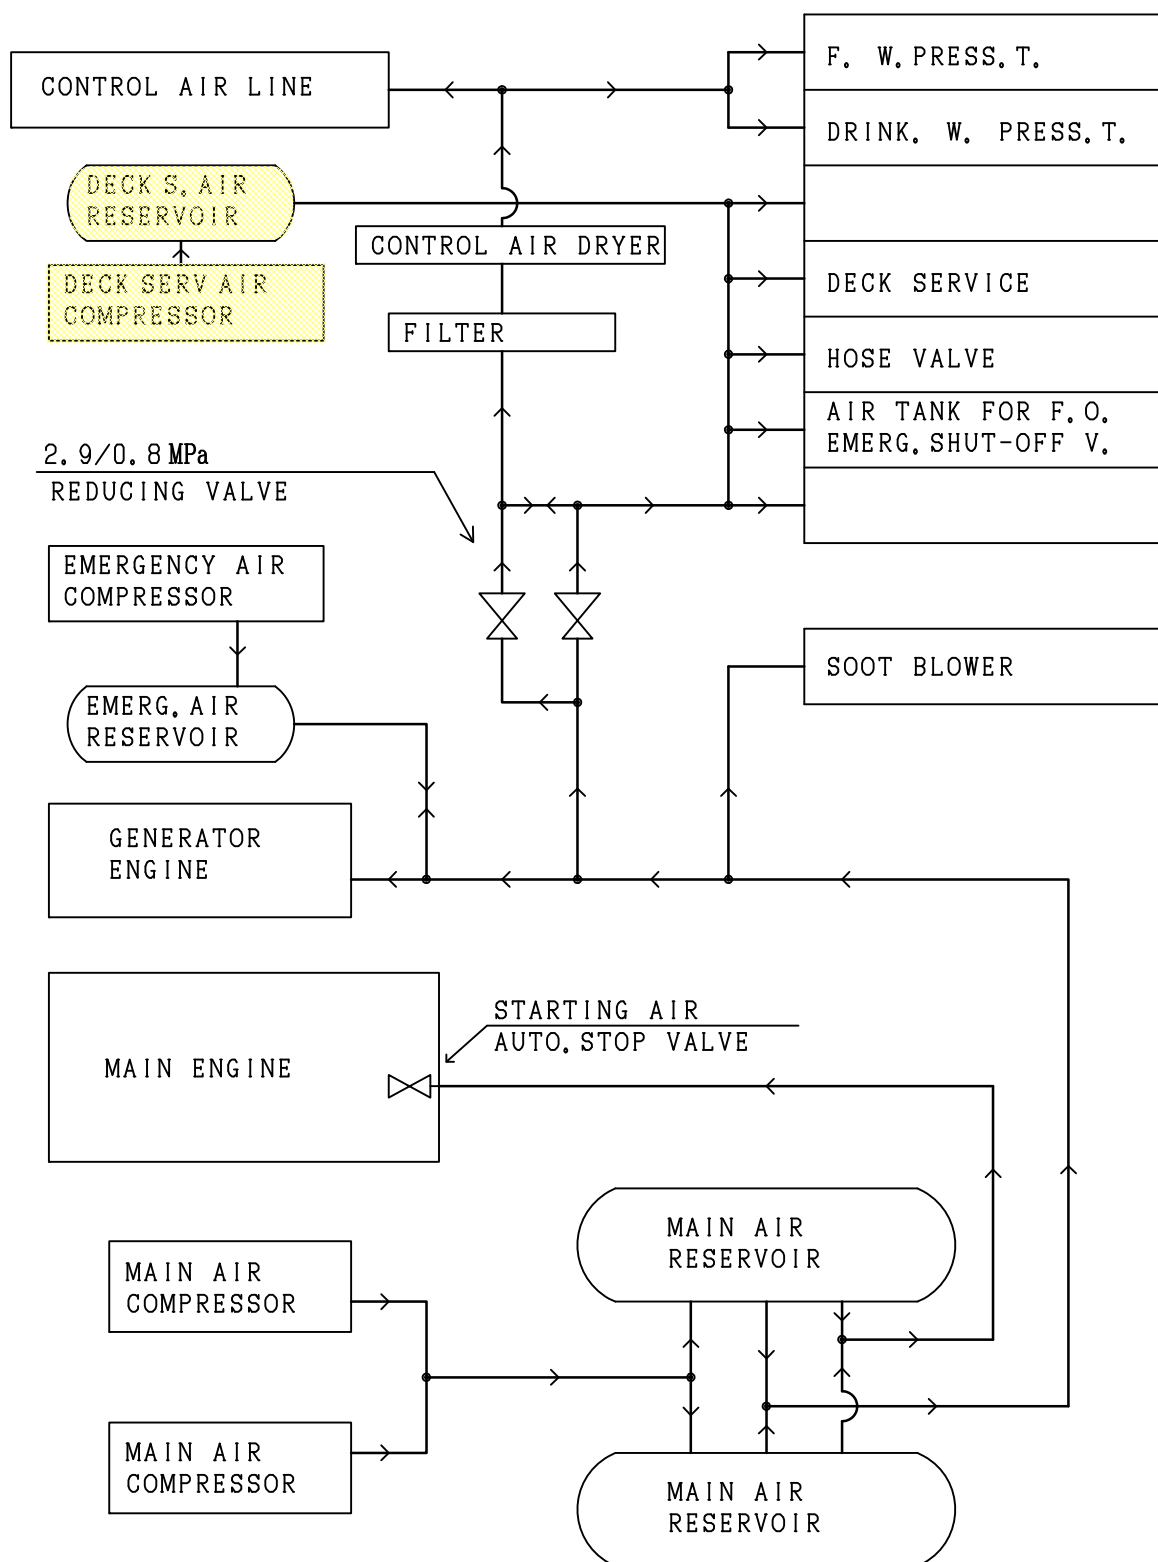 F. W. PRESS. T.
CONTROL AIR LINE
DRINK. W. PRESS. T.
DECK S. AIR
RESERVOIR
CONTROL AIR DRYER
DECK SERV AIR
COMPRESSOR
DECK SERVICE
FILTER
HOSE VALVE
AIR TANK FOR F. O.
EMERG. SHUT-OFF V.
2. 9/0. 8 MPa
REDUCING VALVE
EMERGENCY AIR
COMPRESSOR
SOOT BLOWER
EMERG. AIR
RESERVOIR
GENERATOR
ENGINE
STARTING AIR
AUTO. STOP VALVE
MAIN ENGINE
MAIN AIR
RESERVOIR
MAIN AIR
COMPRESSOR
MAIN AIR
COMPRESSOR
MAIN AIR
RESERVOIR